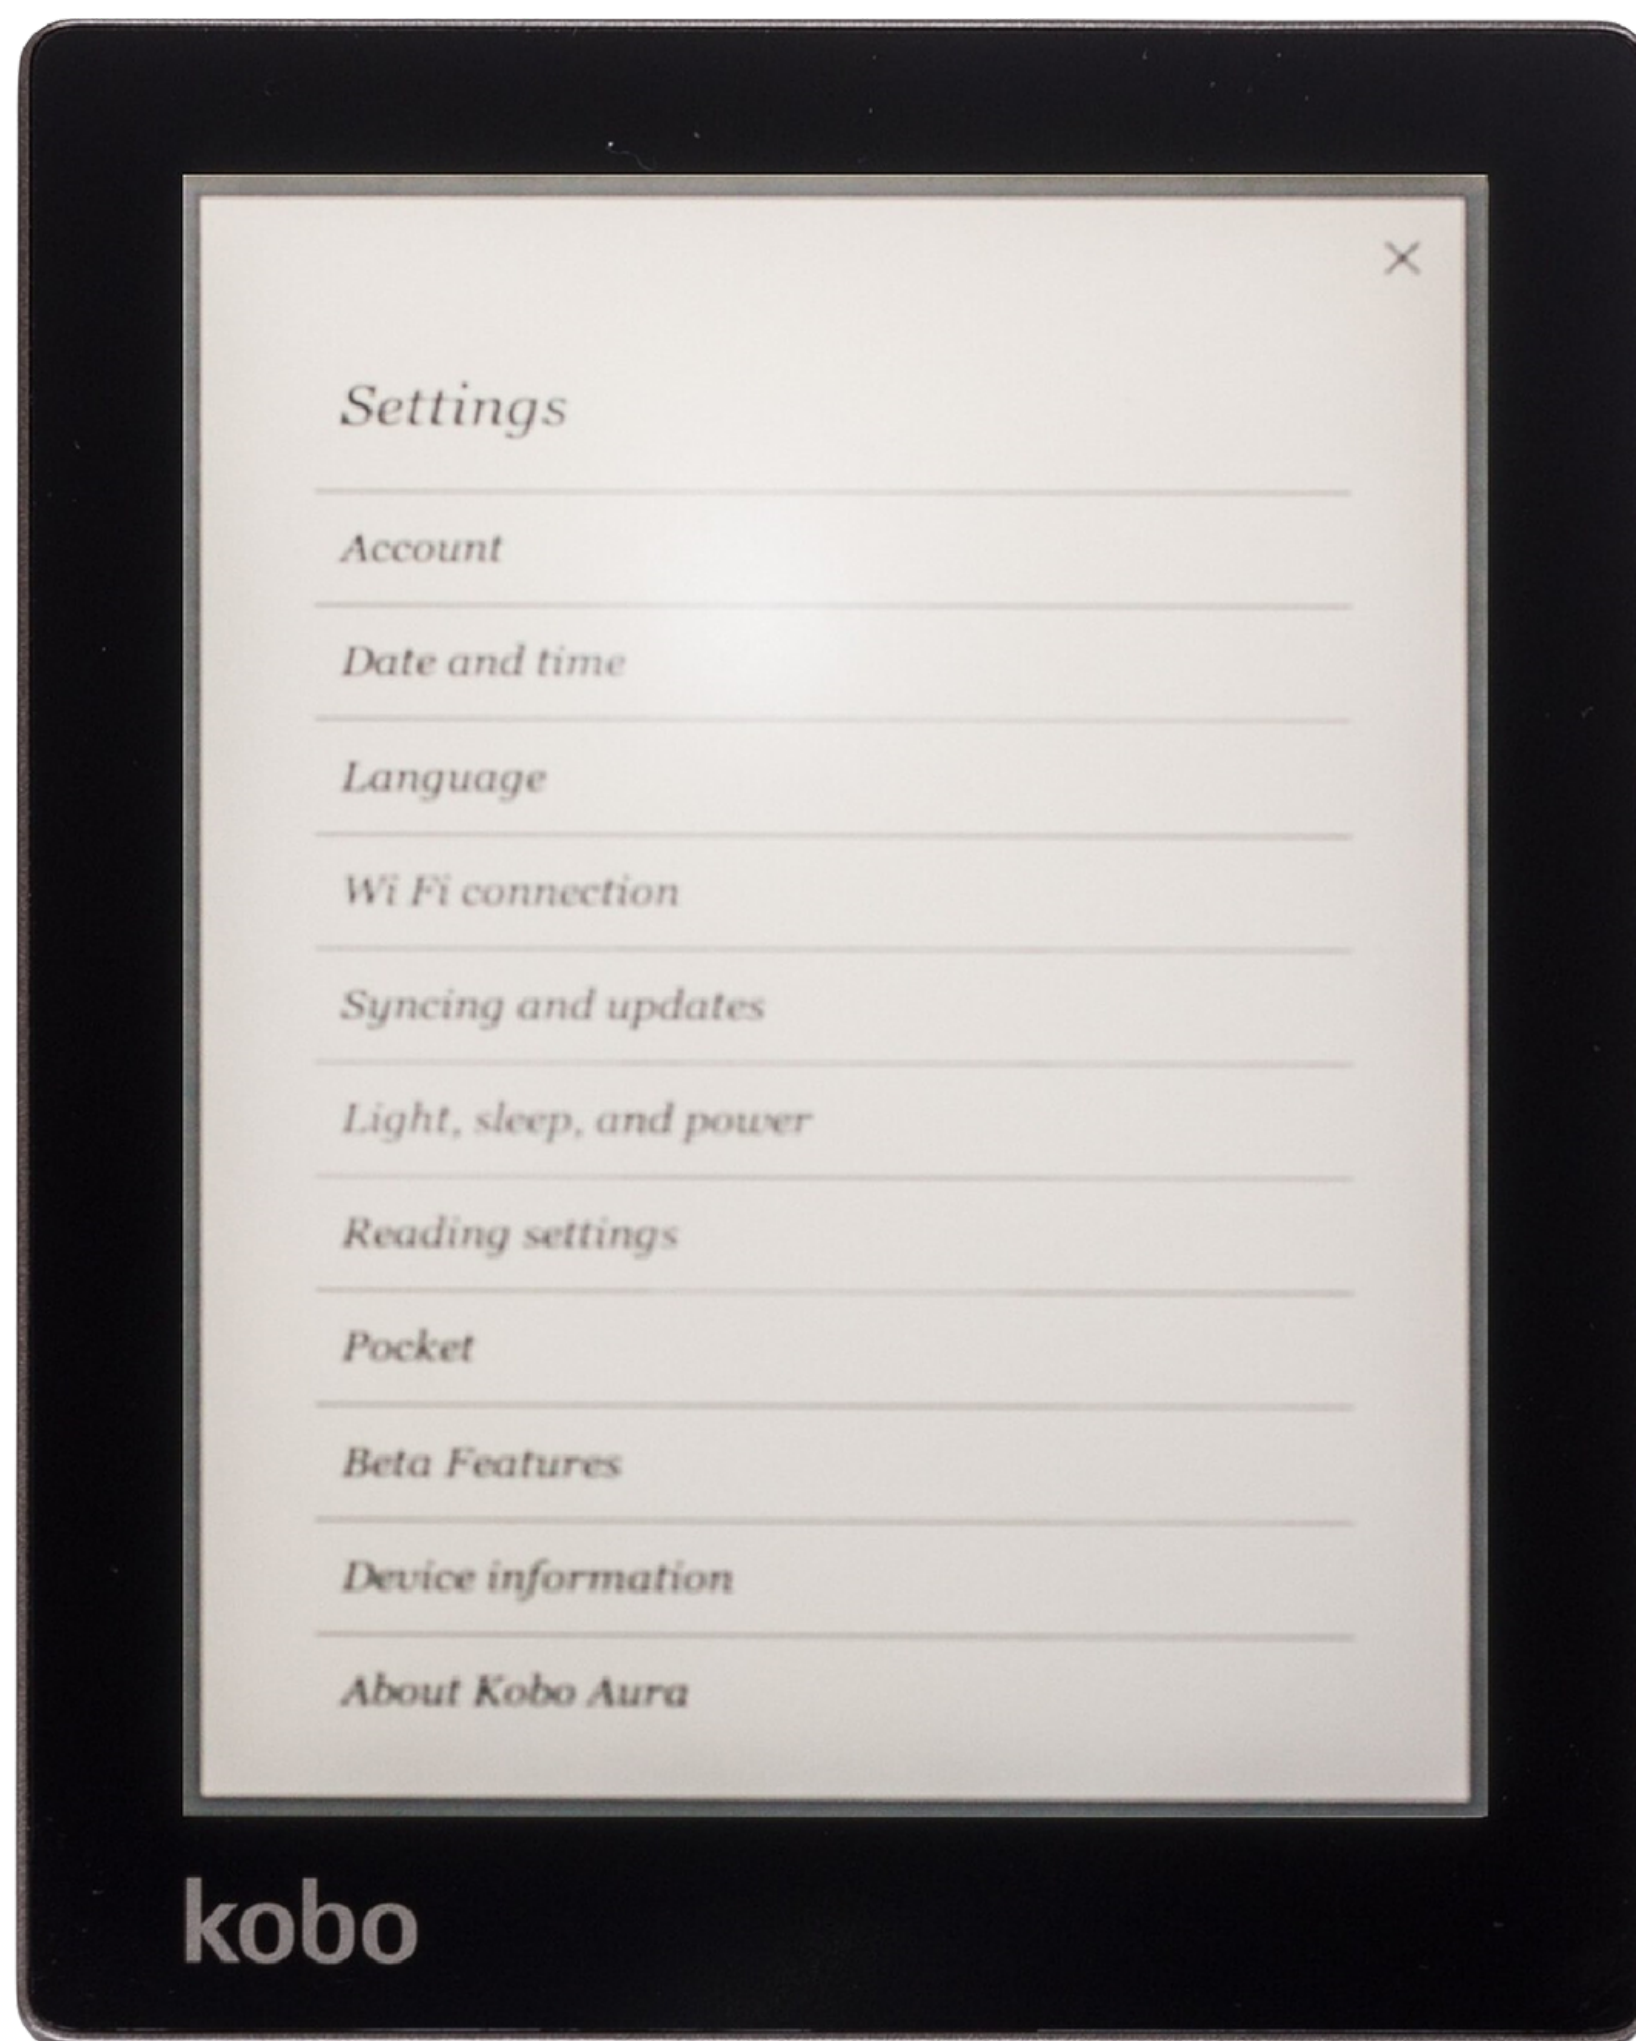 Settings
Account
Date and time
Language
Wi Fi connection
Syncing and updates
Light, sleep, and power
Reading settings
Pocket
Beta Features
Device information
About Kobo Aura
kobo